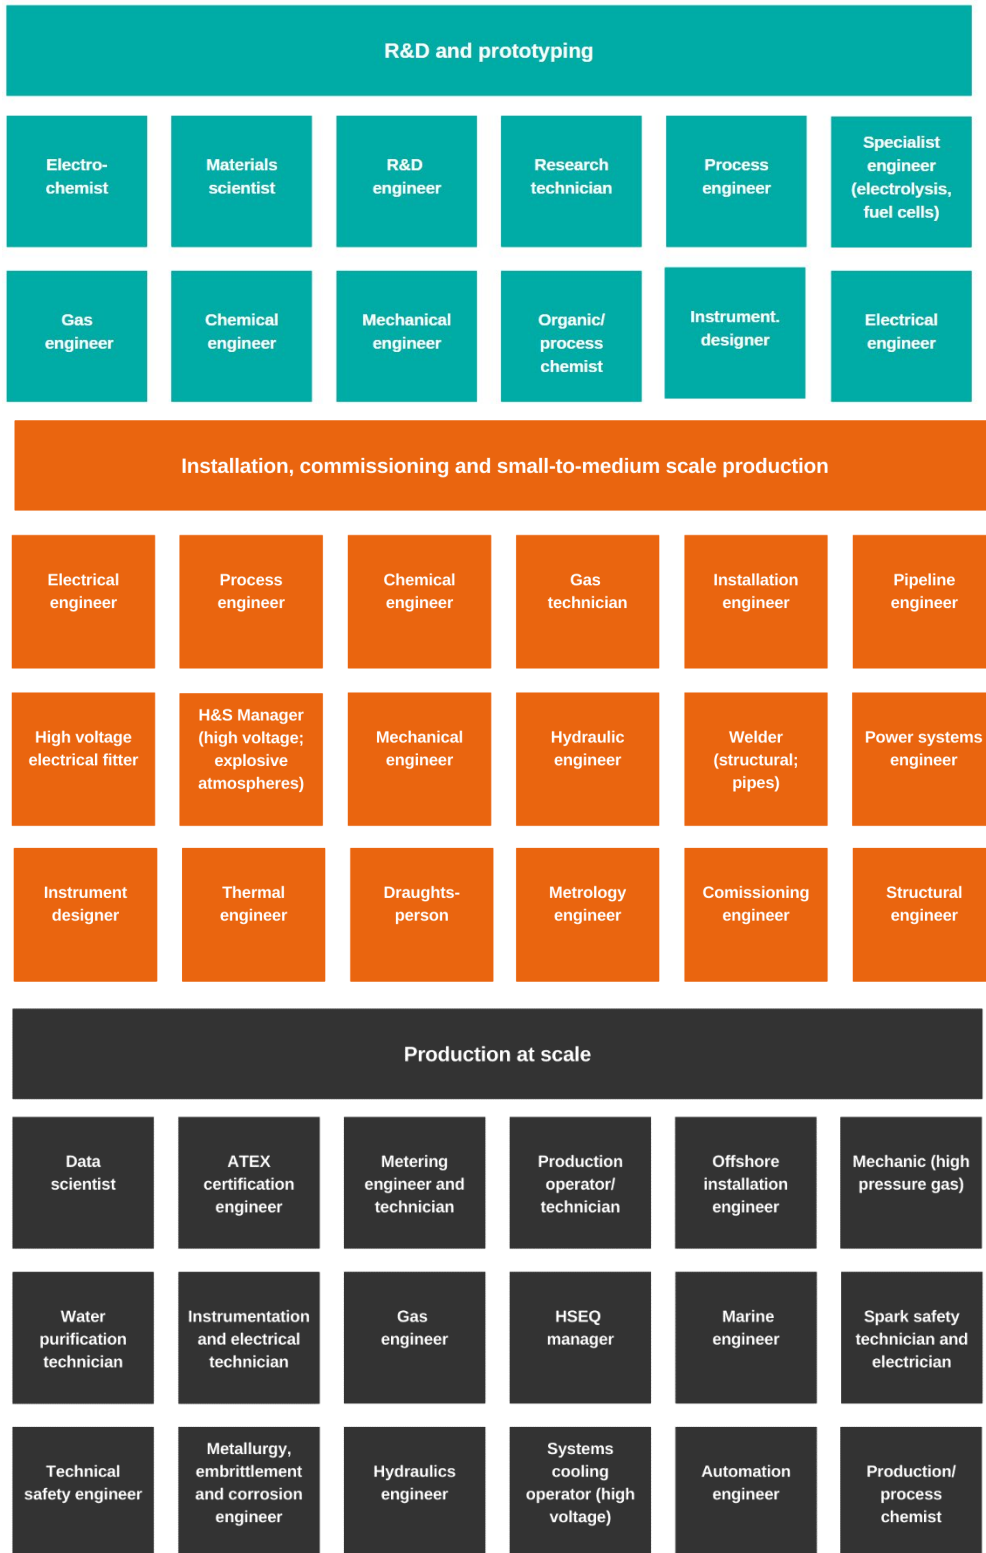 R&D and prototyping
Electro-
chemist
Materials
scientist
R&D
engineer
Research
technician
Process
engineer
Specialist
engineer
(electrolysis,
fuel cells)
Gas
engineer
Chemical
engineer
Mechanical
engineer
Organic/
process
chemist
Instrument.
designer
Electrical
engineer
Installation, commissioning and small-to-medium scale production
Electrical
engineer
Process
engineer
Chemical
engineer
Gas
technician
Installation
engineer
Pipeline
engineer
High voltage
electrical fitter
H&S Manager
(high voltage;
explosive
atmospheres)
Mechanical
engineer
Hydraulic
engineer
Welder
(structural;
pipes)
Power systems
engineer
Instrument
designer
Thermal
engineer
Draughts-
person
Metrology
engineer
Comissioning
engineer
Structural
engineer
Production at scale
Data
scientist
ATEX
certification
engineer
Metering
engineer and
technician
Production
operator/
technician
Offshore
installation
engineer
Mechanic (high
pressure gas)
Water
purification
technician
Instrumentation
and electrical
technician
Gas
engineer
HSEQ
manager
Marine
engineer
Spark safety
technician and
electrician
Technical
safety engineer
Metallurgy,
embrittlement
and corrosion
engineer
Hydraulics
engineer
Systems
cooling
operator (high
voltage)
Automation
engineer
Production/
process
chemist